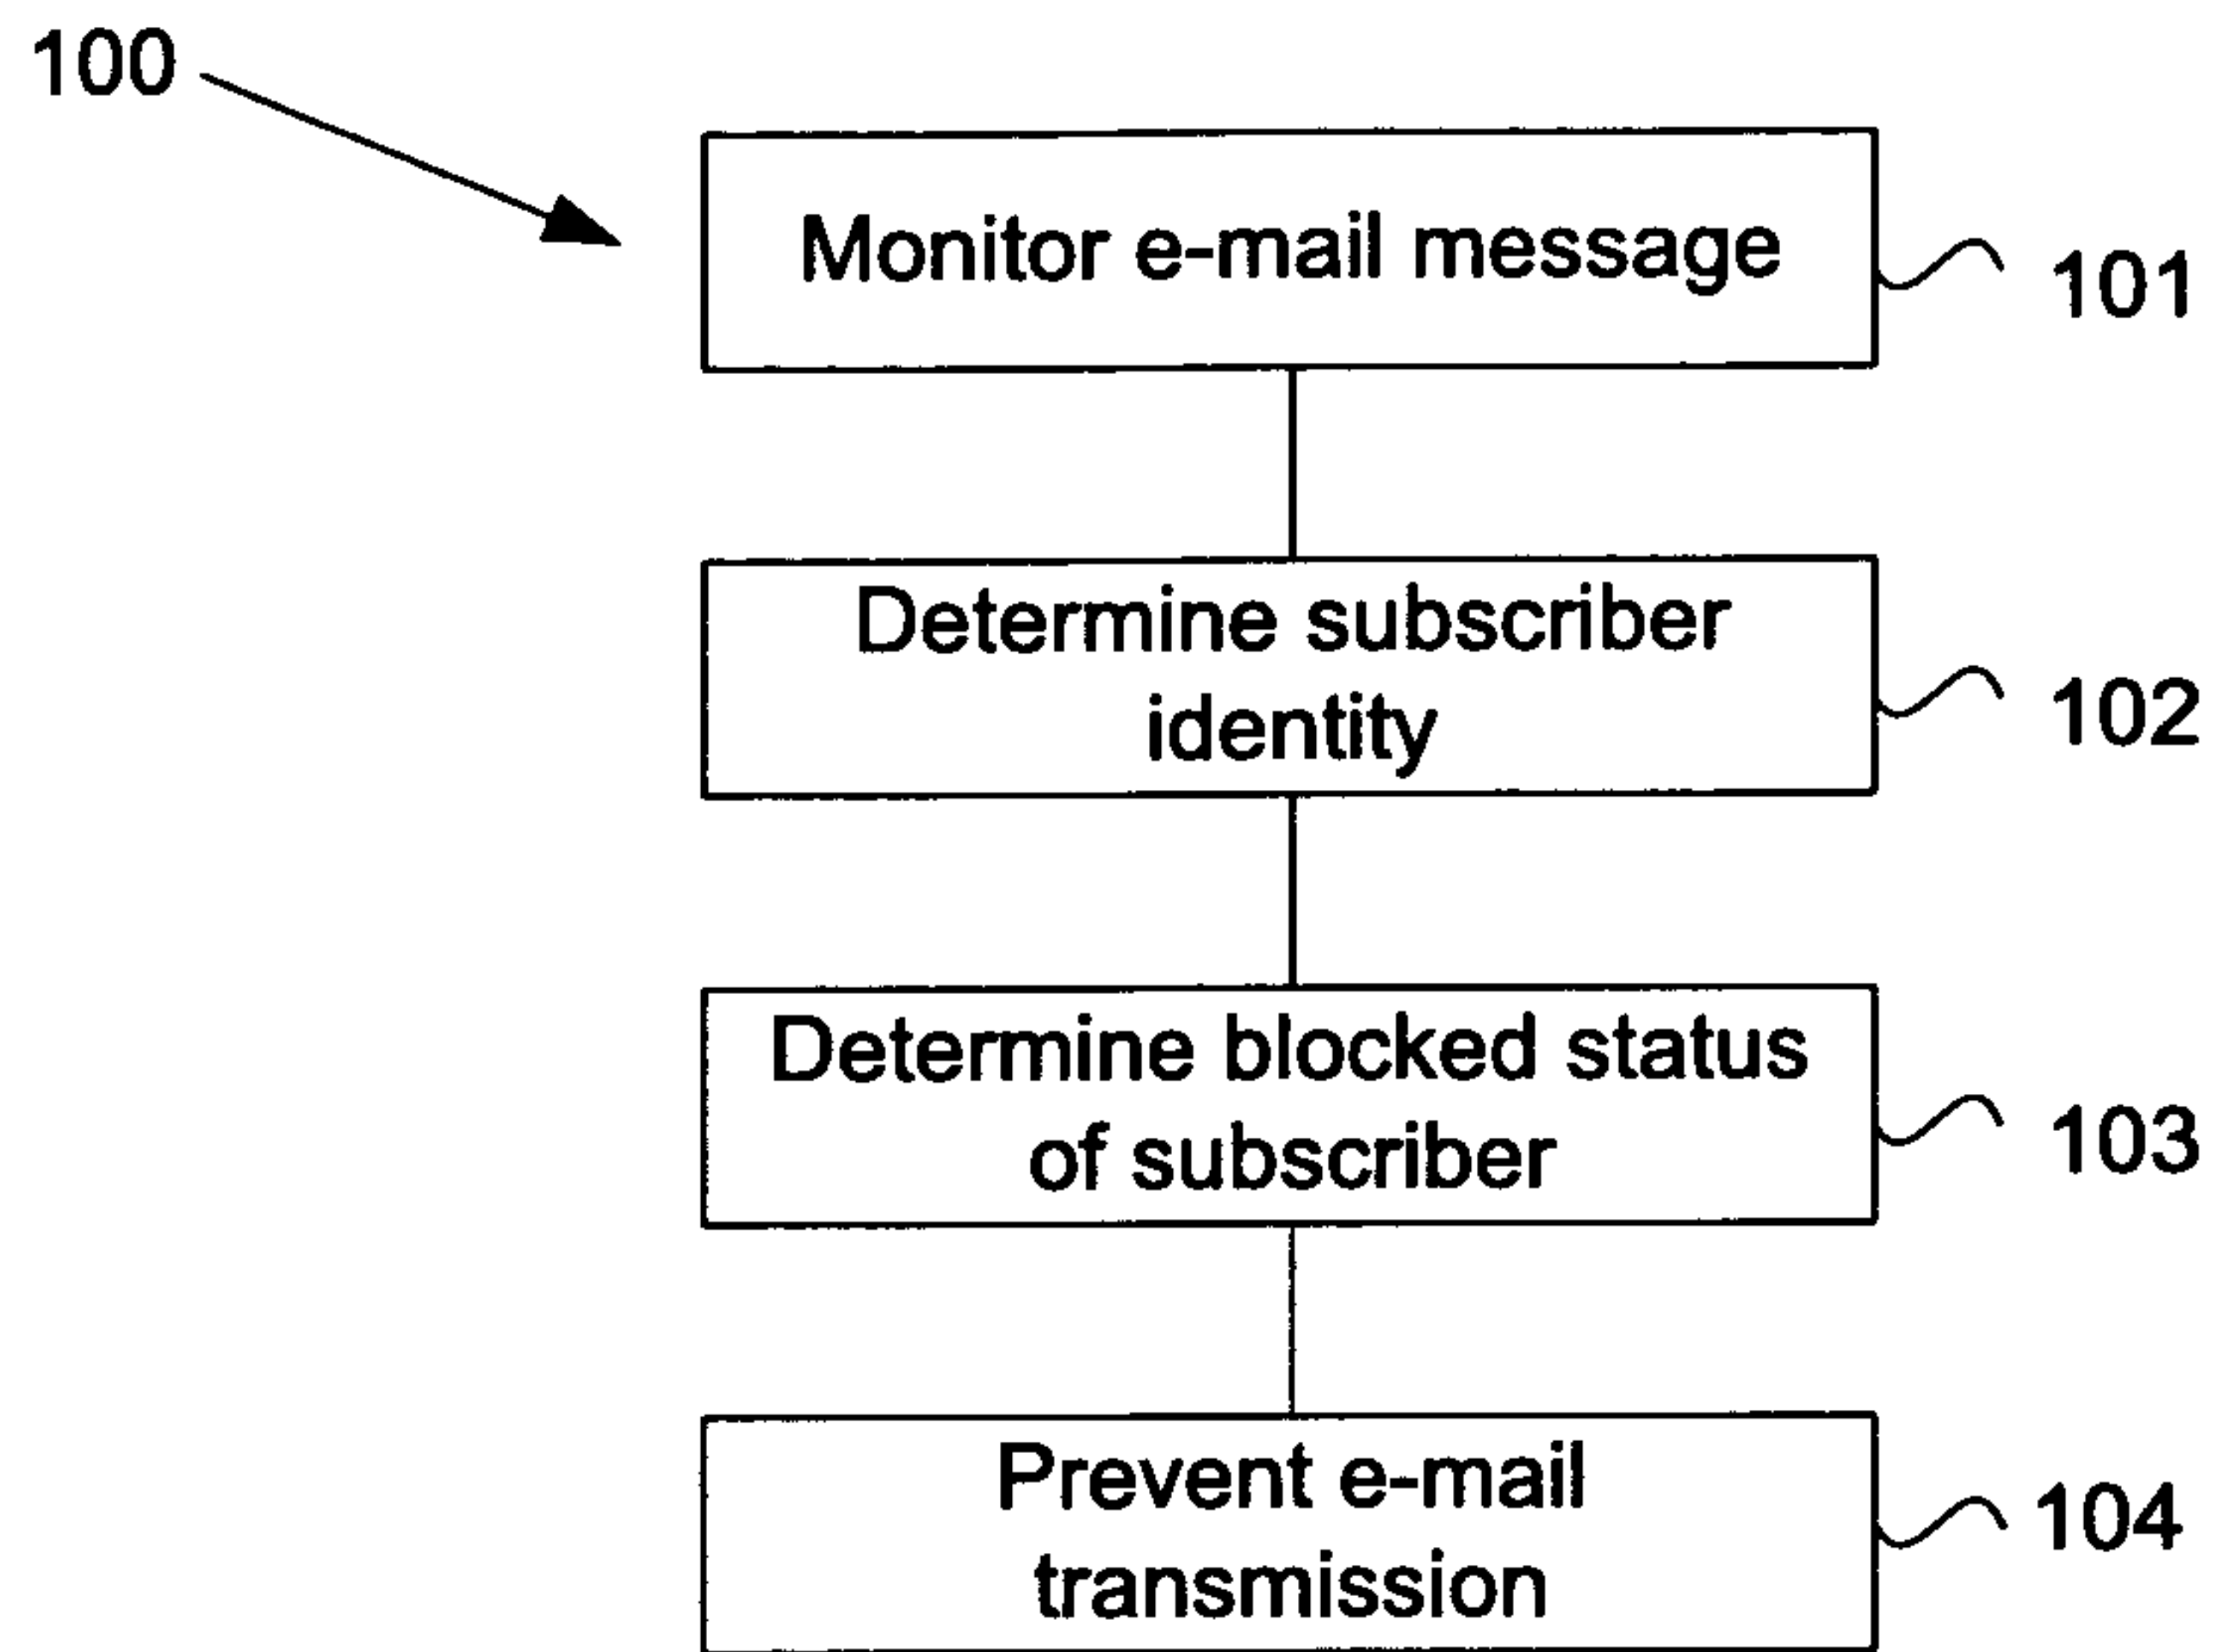 100
Monitor e-mail message
101
Determine subscriber
identity
102
Determine blocked status
of subscriber
103
Prevent e-mail
transmission
104